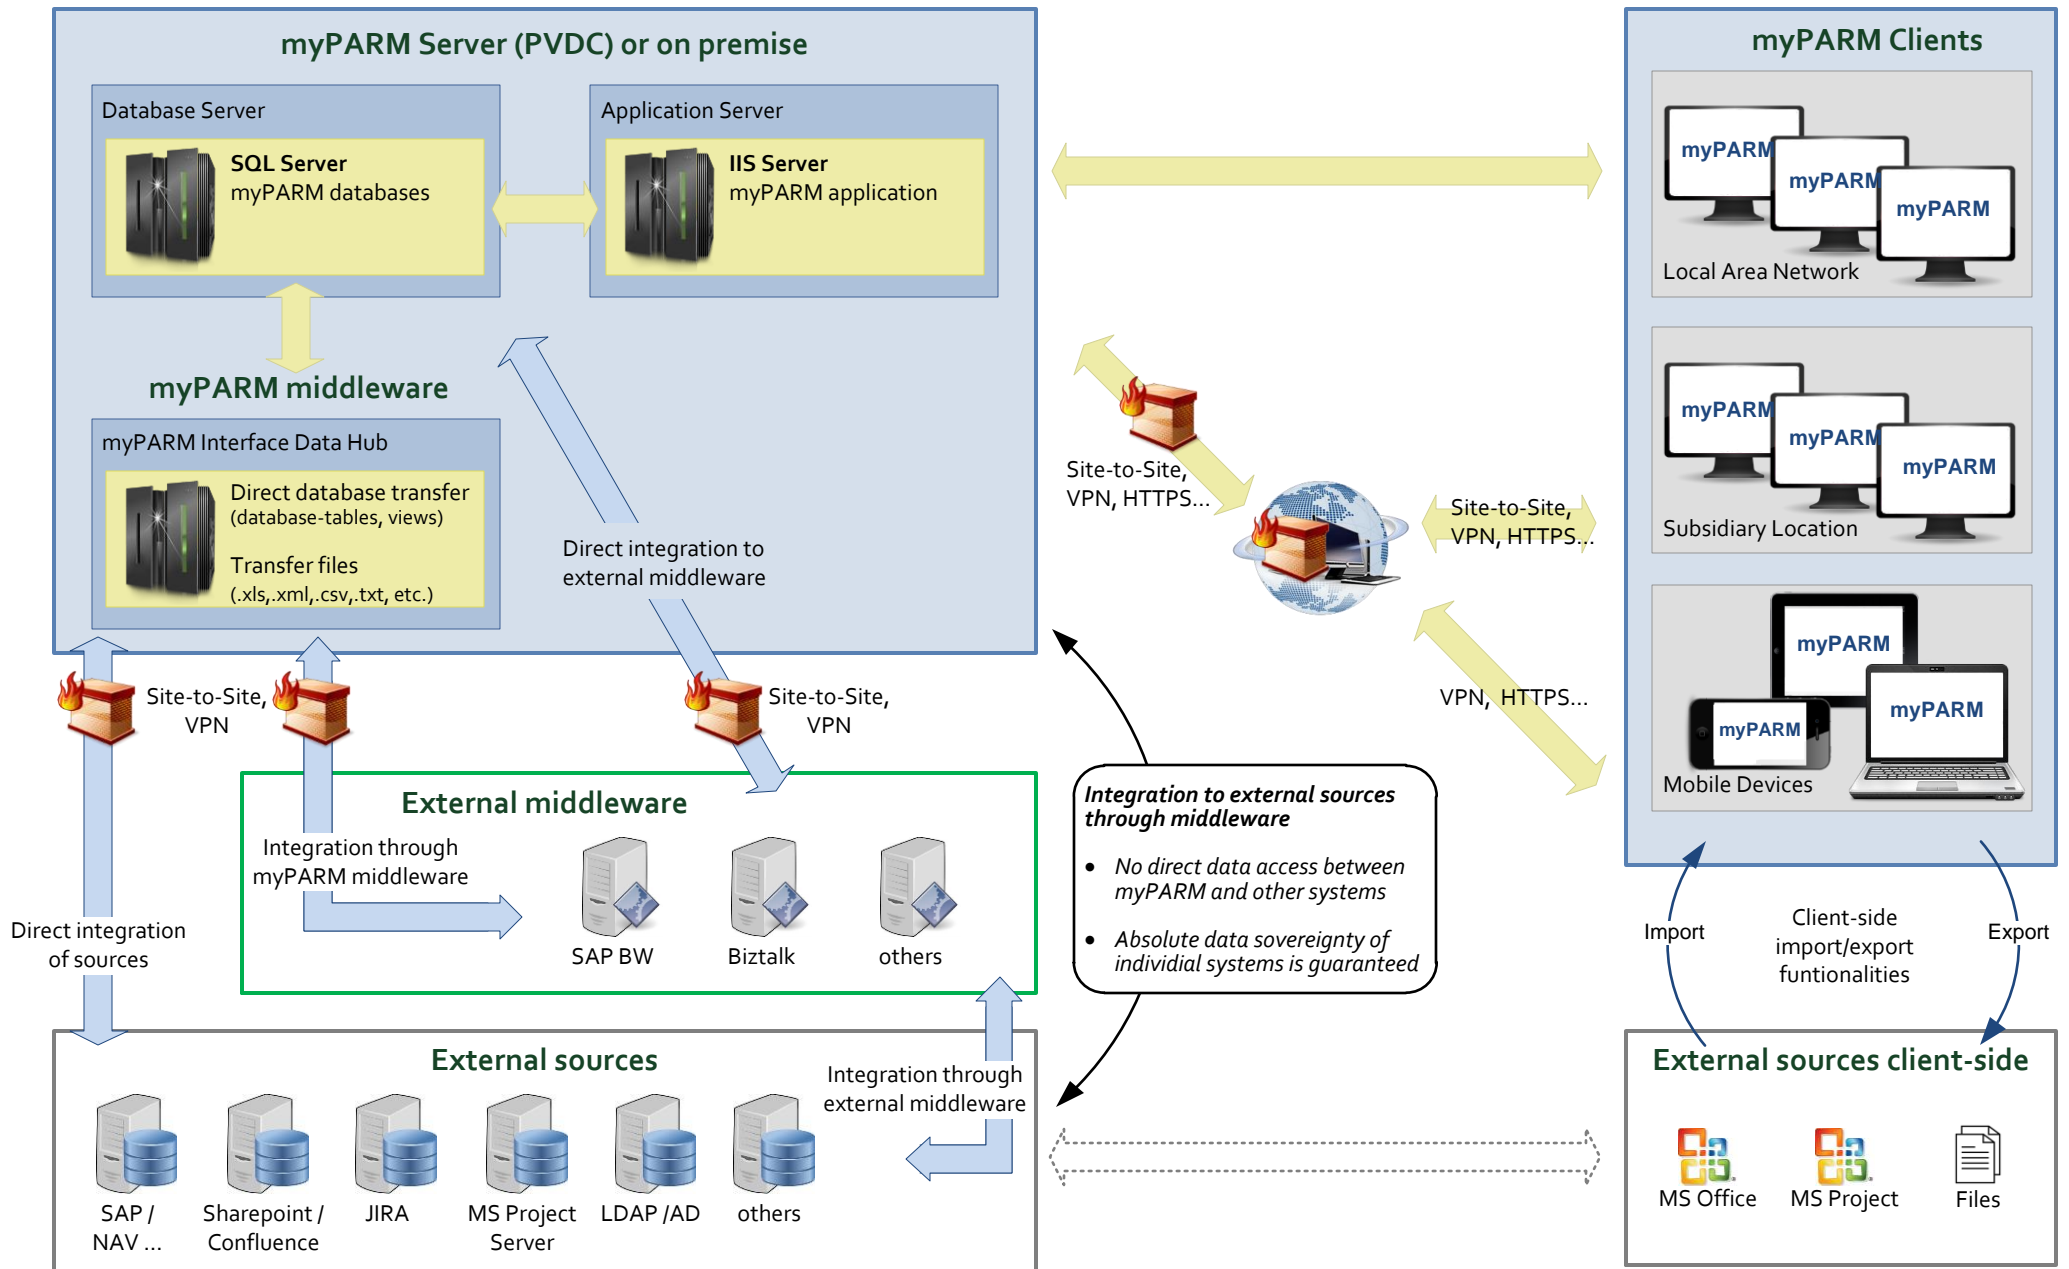 myPARM Server (PVDC) or on premise
Database Server
SQL Server
myPARM databases
Application Server
IIS Server
myPARM application
myPARM middleware
myPARM Interface Data Hub
Direct database transfer
(database-tables, views)
Transfer files
(.xls,.xml,.csv,.txt, etc.)
Direct integration to
external middleware
Site-to-Site,
VPN, HTTPS...
Site-to-Site,
VPN, HTTPS...
VPN, HTTPS...
myPARM Clients
myPARM
myPARM
myPARM
Local Area Network
myPARM
myPARM
myPARM
Subsidiary Location
myPARM
myPARM
myPARM
Mobile Devices
Site-to-Site,
VPN
Site-to-Site,
VPN
Direct integration
of sources
External middleware
Integration through
myPARM middleware
SAP BW
Biztalk
others
Integration to external sources
through middleware
• No direct data access between
myPARM and other systems
• Absolute data sovereignty of
individial systems is guaranteed
Import
Client-side
import/export
funtionalities
Export
External sources
Integration through
external middleware
SAP /
NAV ...
Sharepoint /
Confluence
JIRA
MS Project
Server
LDAP /AD
others
External sources client-side
MS Office
MS Project
Files